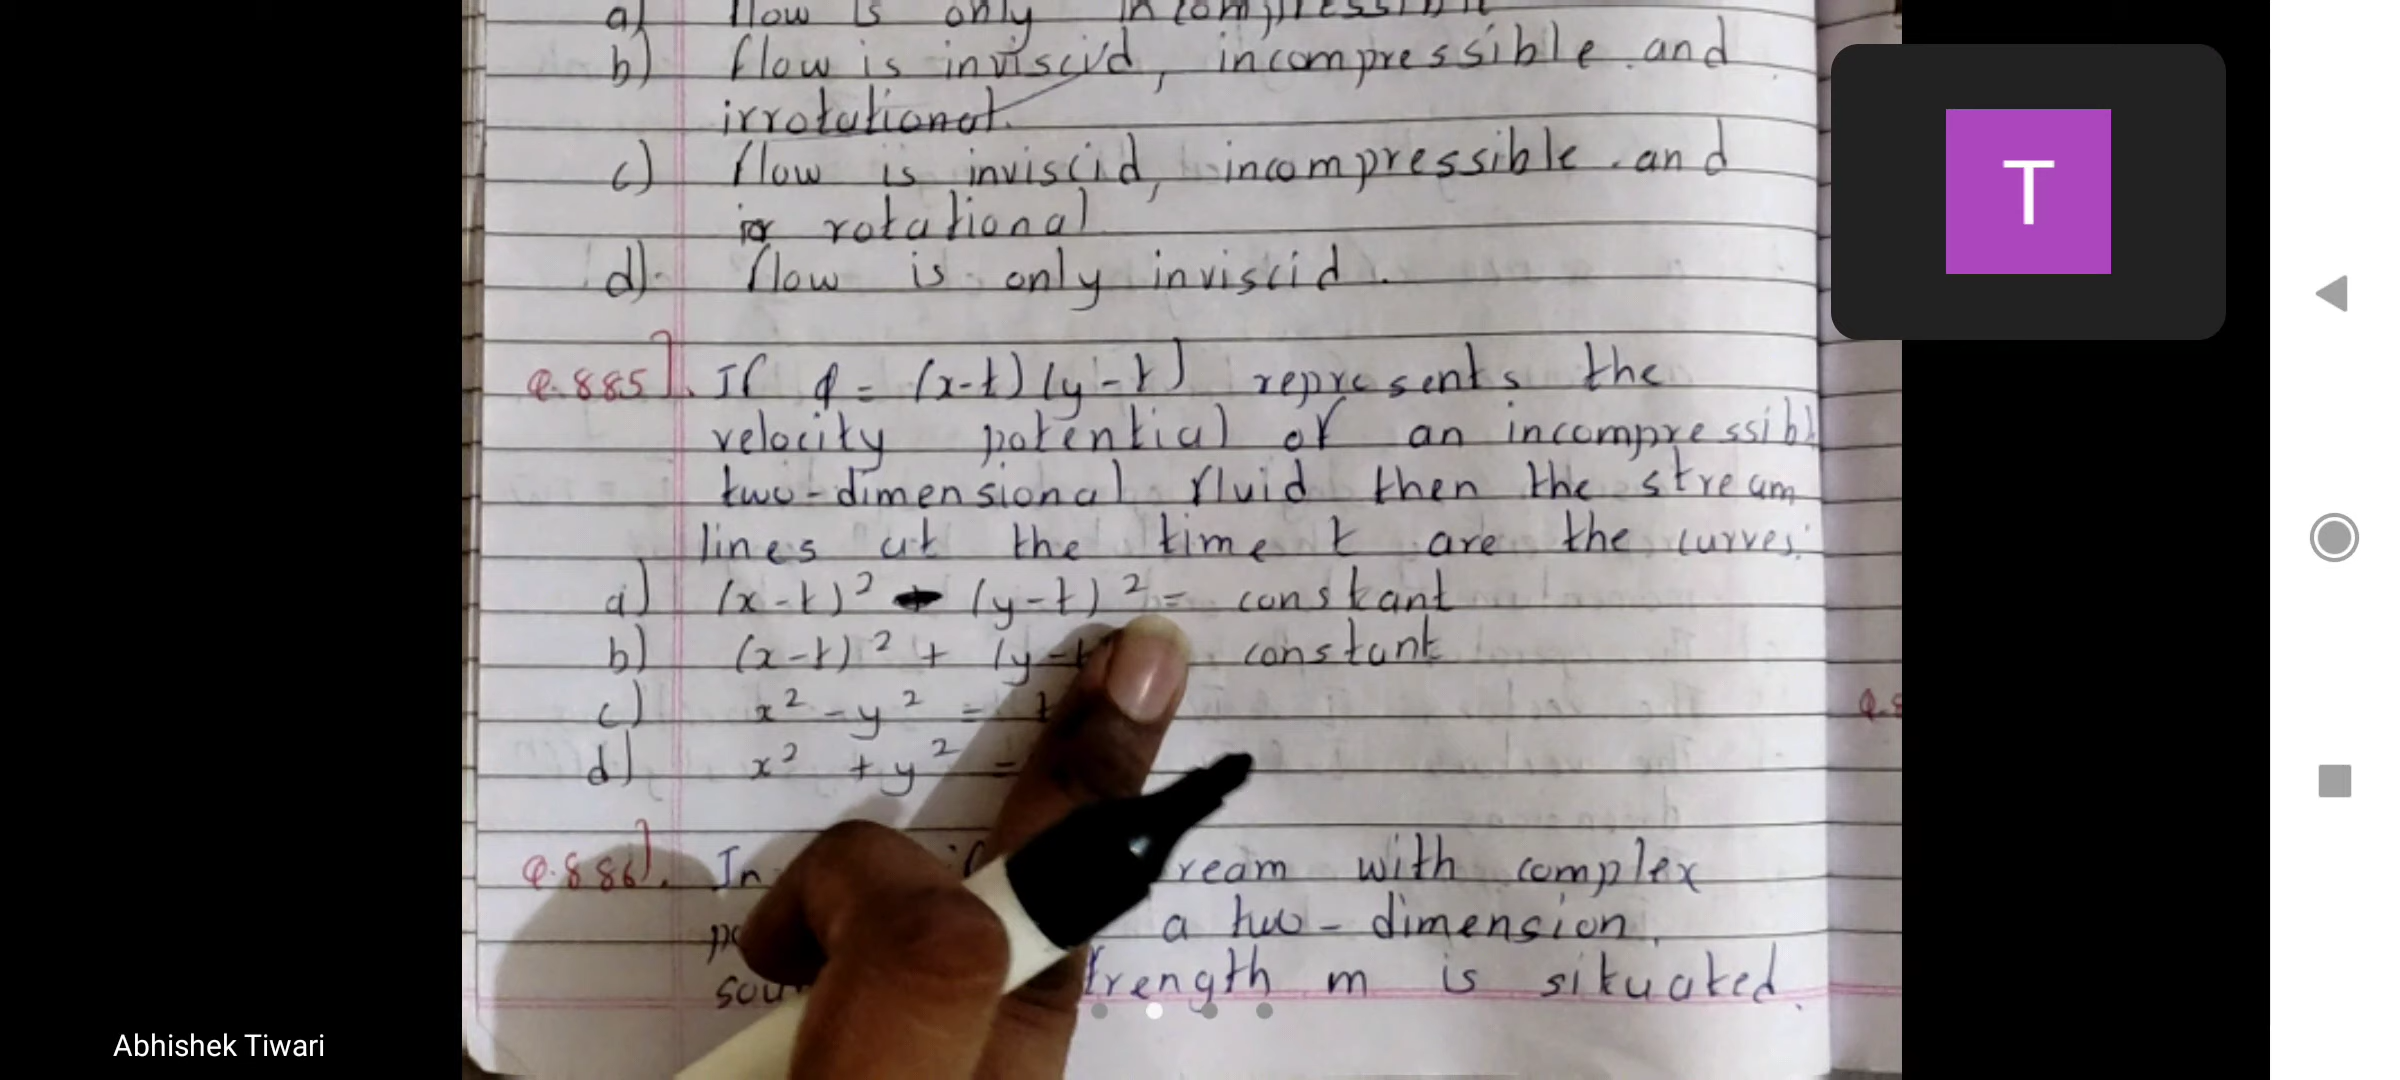 a) flow is only incompressible
b) flow is inviscid, incompressible and
irrotational.
c) flow is inviscid, incompressible and
rotational
d). flow is only inviscid.
Q.885]. If φ = (x-t)(y-t) represents the
velocity potential of an incompressibl
two-dimensional fluid then the stream
lines at the time t are the curves:
a) (x-t)² - (y-t)² = constant
b) (x-t)² + (y-t constant
c) x² - y² = t
d) x² + y² =
Q.8
Q.886]. In ream with complex
a two-dimension.
strength m is situated.
T
Abhishek Tiwari